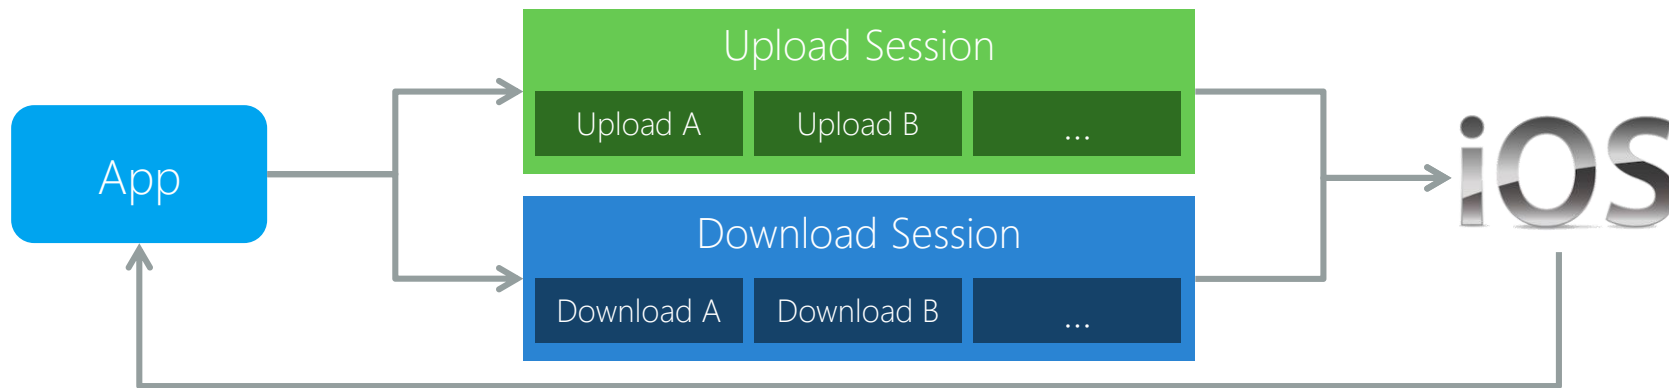 App
Upload Session
Upload A
Upload B
...
Download Session
Download A
Download B
...
iOS